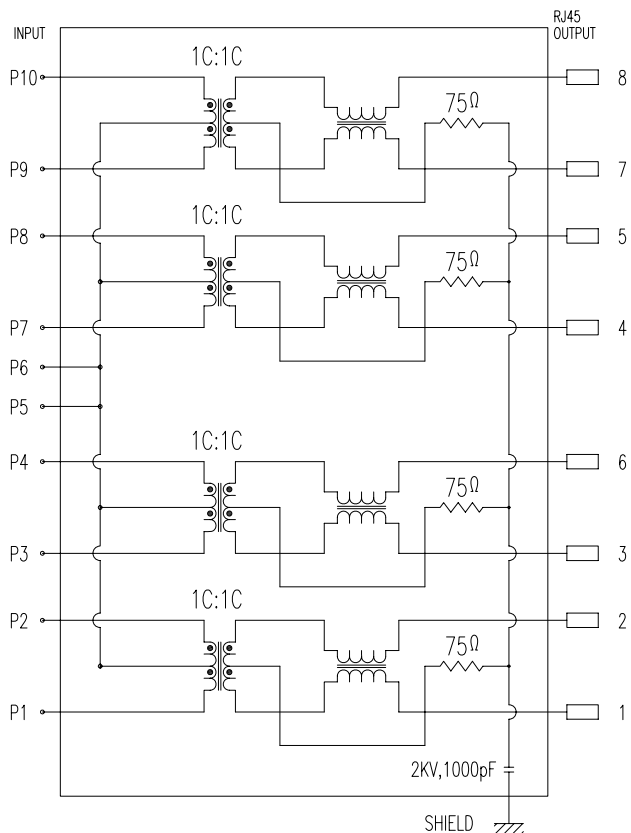 INPUT
RJ45
OUTPUT
1C:1C
P10
8
75Ω
P9
7
1C:1C
P8
5
75Ω
P7
4
P6
P5
1C:1C
P4
6
75Ω
P3
3
1C:1C
P2
2
75Ω
P1
1
2KV,1000pF
SHIELD